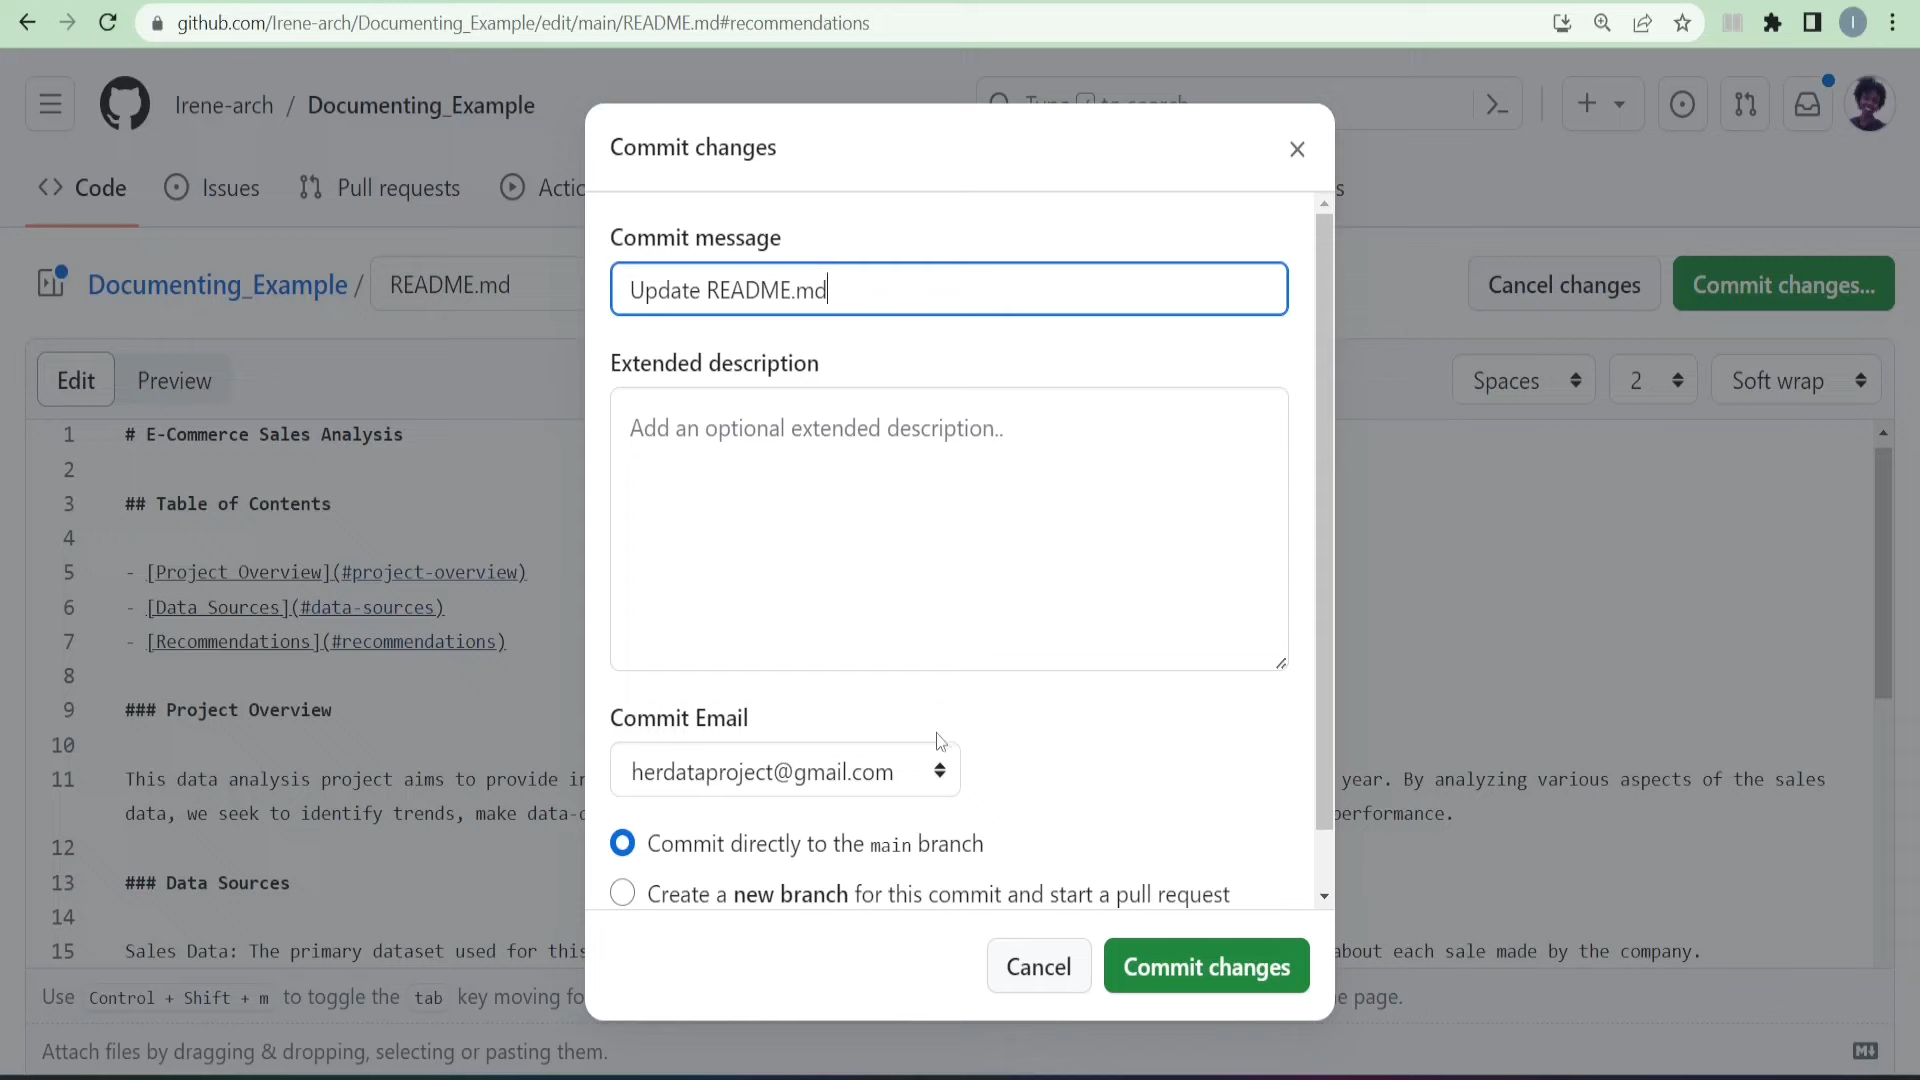 github.com/Irene-arch/Documenting_Example/edit/main/README.md#recommendations
I
Irene-arch / Documenting_Example
Code
Issues
Pull requests
Documenting_Example /
README.md
Cancel changes
Commit changes...
Edit
Preview
Spaces
2
Soft wrap
1 # E-Commerce Sales Analysis
2
3 ## Table of Contents
4
5 - [Project Overview](#project-overview)
6 - [Data Sources](#data-sources)
7 - [Recommendations](#recommendations)
8
9 ### Project Overview
10
11 This data analysis project aims to provide year. By analyzing various aspects of the sales
data, we seek to identify trends, make performance.
12
13 ### Data Sources
14
15 Sales Data: The primary dataset used for this about each sale made by the company.
Use Control + Shift + m to toggle the tab key moving page.
Attach files by dragging & dropping, selecting or pasting them.
Commit changes
Commit message
Update README.md
Extended description
Add an optional extended description..
Commit Email
herdataproject@gmail.com
Commit directly to the main branch
Create a new branch for this commit and start a pull request
Cancel
Commit changes